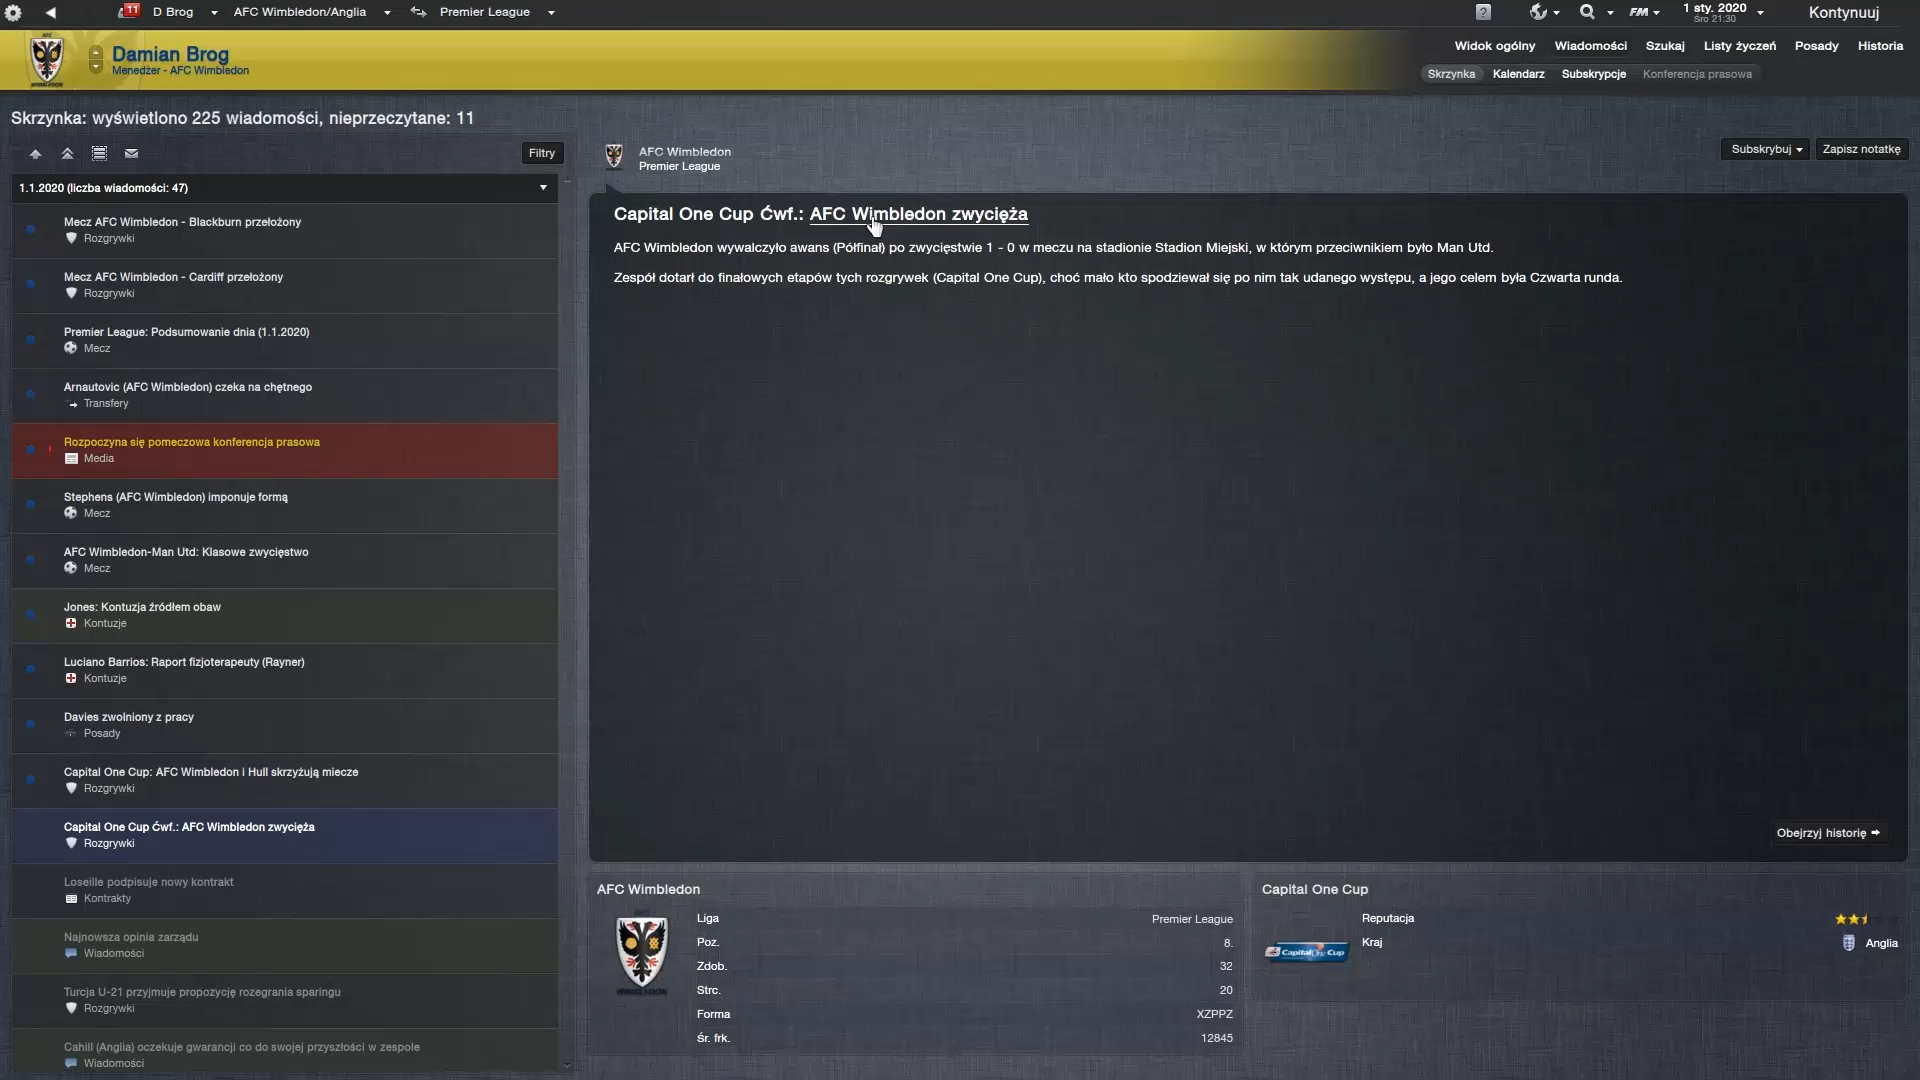 11
D Brog
AFC Wimbledon/Anglia
Premier League
?
FM
1 sty. 2020
Śro 21:30
Kontynuuj
Damian Brog
Menedżer - AFC Wimbledon
Widok ogólny
Wiadomości
Szukaj
Listy życzeń
Posady
Historia
Skrzynka
Kalendarz
Subskrypcje
Konferencja prasowa
Skrzynka: wyświetlono 225 wiadomości, nieprzeczytane: 11
Filtry
1.1.2020 (liczba wiadomości: 47)
Mecz AFC Wimbledon - Blackburn przełożony
Rozgrywki
Mecz AFC Wimbledon - Cardiff przełożony
Rozgrywki
Premier League: Podsumowanie dnia (1.1.2020)
Mecz
Arnautovic (AFC Wimbledon) czeka na chętnego
Transfery
Rozpoczyna się pomeczowa konferencja prasowa
Media
Stephens (AFC Wimbledon) imponuje formą
Mecz
AFC Wimbledon-Man Utd: Klasowe zwycięstwo
Mecz
Jones: Kontuzja źródłem obaw
Kontuzje
Luciano Barrios: Raport fizjoterapeuty (Rayner)
Kontuzje
Davies zwolniony z pracy
Posady
Capital One Cup: AFC Wimbledon i Hull skrzyżują miecze
Rozgrywki
Capital One Cup Ćwf.: AFC Wimbledon zwycięża
Rozgrywki
Loseille podpisuje nowy kontrakt
Kontrakty
Najnowsza opinia zarządu
Wiadomości
Turcja U-21 przyjmuje propozycję rozegrania sparingu
Rozgrywki
Cahill (Anglia) oczekuje gwarancji co do swojej przyszłości w zespole
Wiadomości
AFC Wimbledon
Premier League
Subskrybuj
Zapisz notatkę
Capital One Cup Ćwf.: AFC Wimbledon zwycięża
AFC Wimbledon wywalczyło awans (Półfinał) po zwycięstwie 1 - 0 w meczu na stadionie Stadion Miejski, w którym przeciwnikiem było Man Utd.
Zespół dotarł do finałowych etapów tych rozgrywek (Capital One Cup), choć mało kto spodziewał się po nim tak udanego występu, a jego celem była Czwarta runda.
Obejrzyj historię
AFC Wimbledon
Liga Premier League
Poz. 8.
Zdob. 32
Strc. 20
Forma XZPPZ
Śr. frk. 12845
Capital One Cup
Reputacja
Kraj Anglia
Capital One Cup